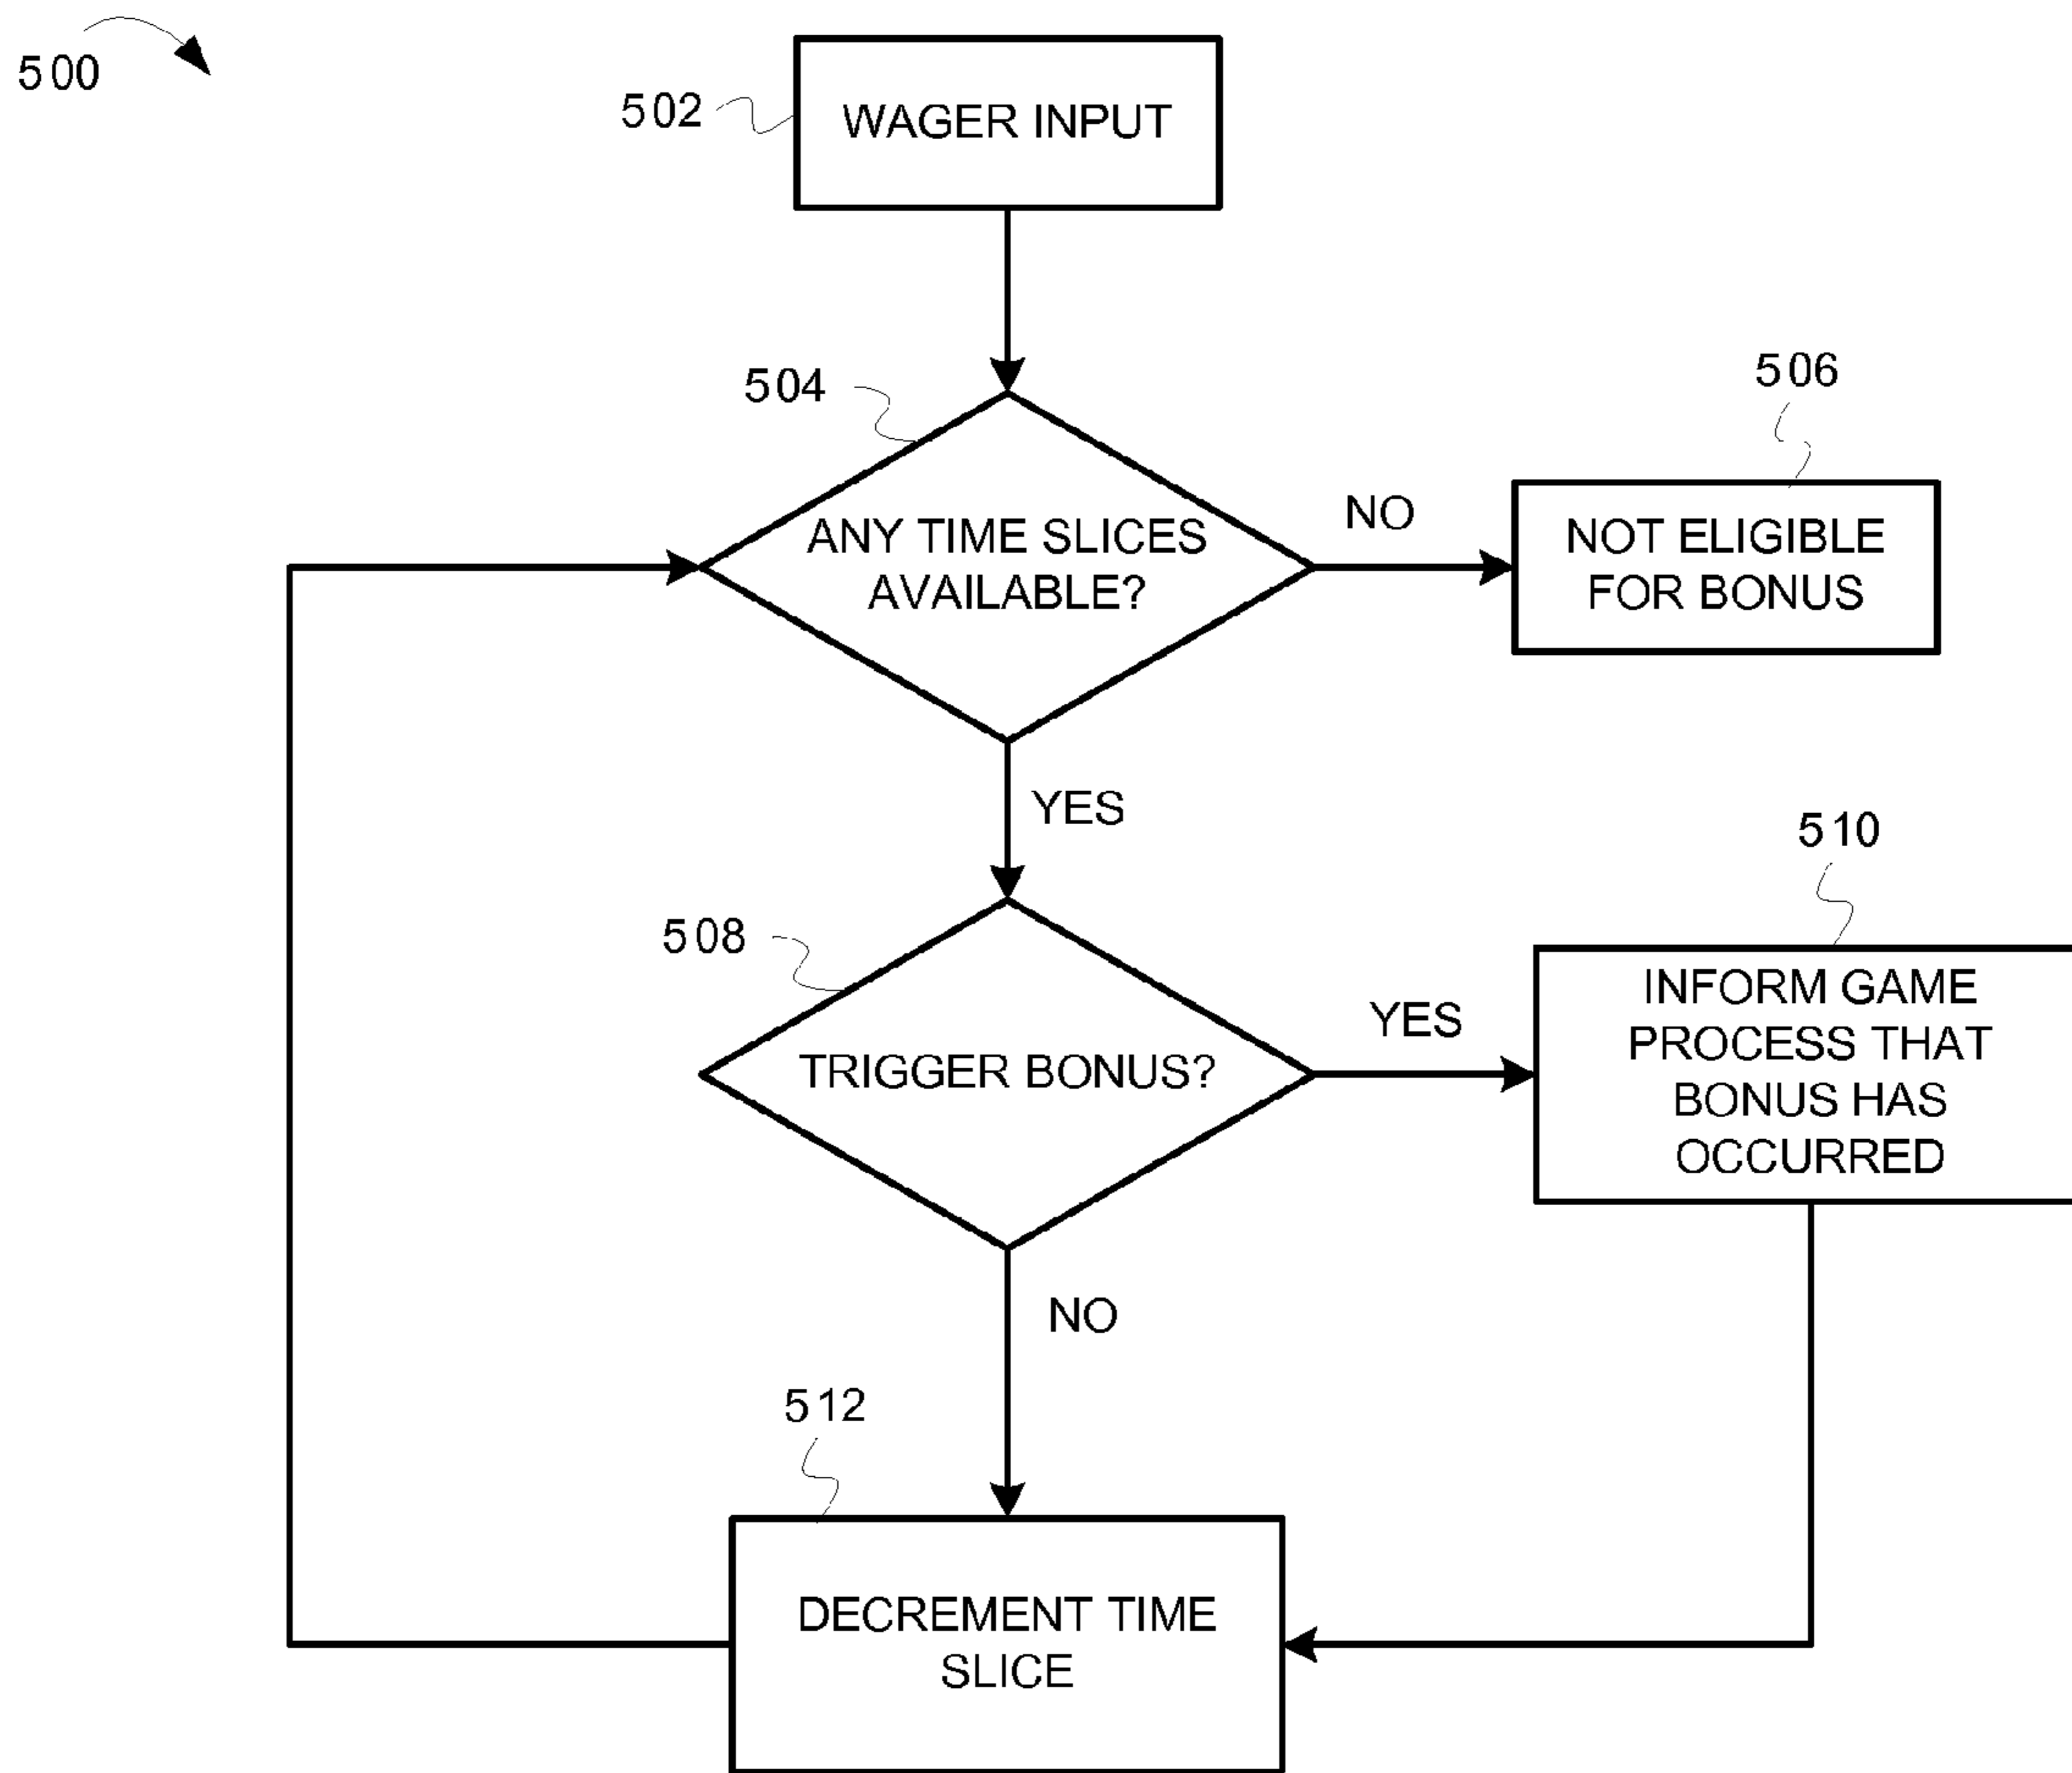 500
502
WAGER INPUT
504
ANY TIME SLICES
AVAILABLE?
NO
506
NOT ELIGIBLE
FOR BONUS
YES
508
TRIGGER BONUS?
YES
510
INFORM GAME
PROCESS THAT
BONUS HAS
OCCURRED
NO
512
DECREMENT TIME
SLICE